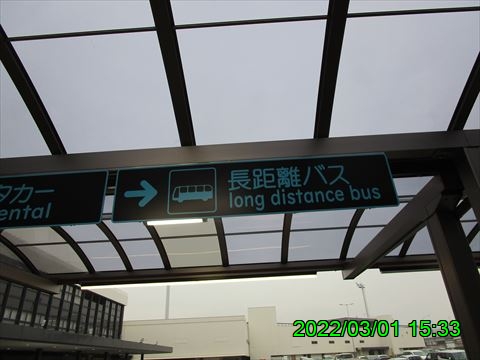 タカー
ental
長距離バス
long distance bus
2022/03/01 15:33